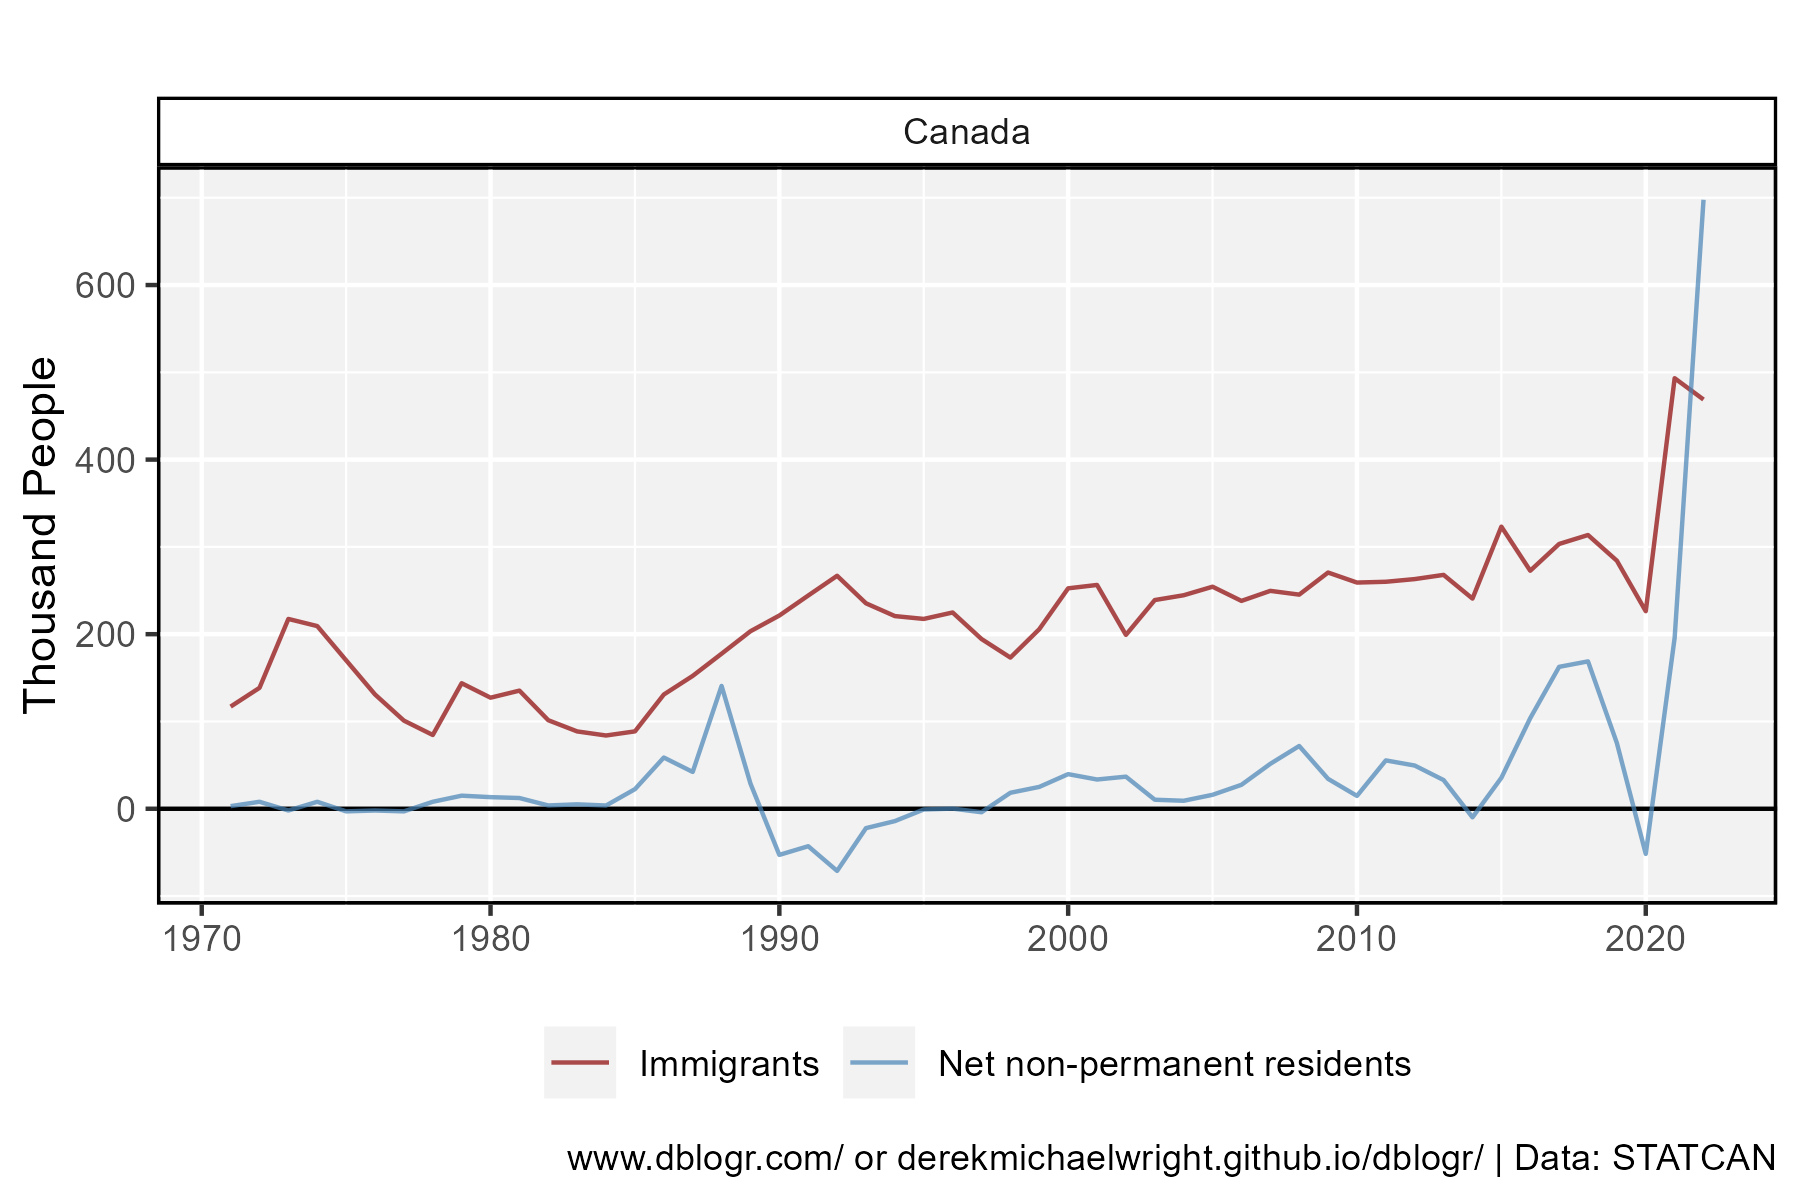 Canada
Thousand People
600
400
200
0
1970 1980 1990 2000 2010 2020
Immigrants Net non-permanent residents
www.dblogr.com/ or derekmichaelwright.github.io/dblogr/ | Data: STATCAN